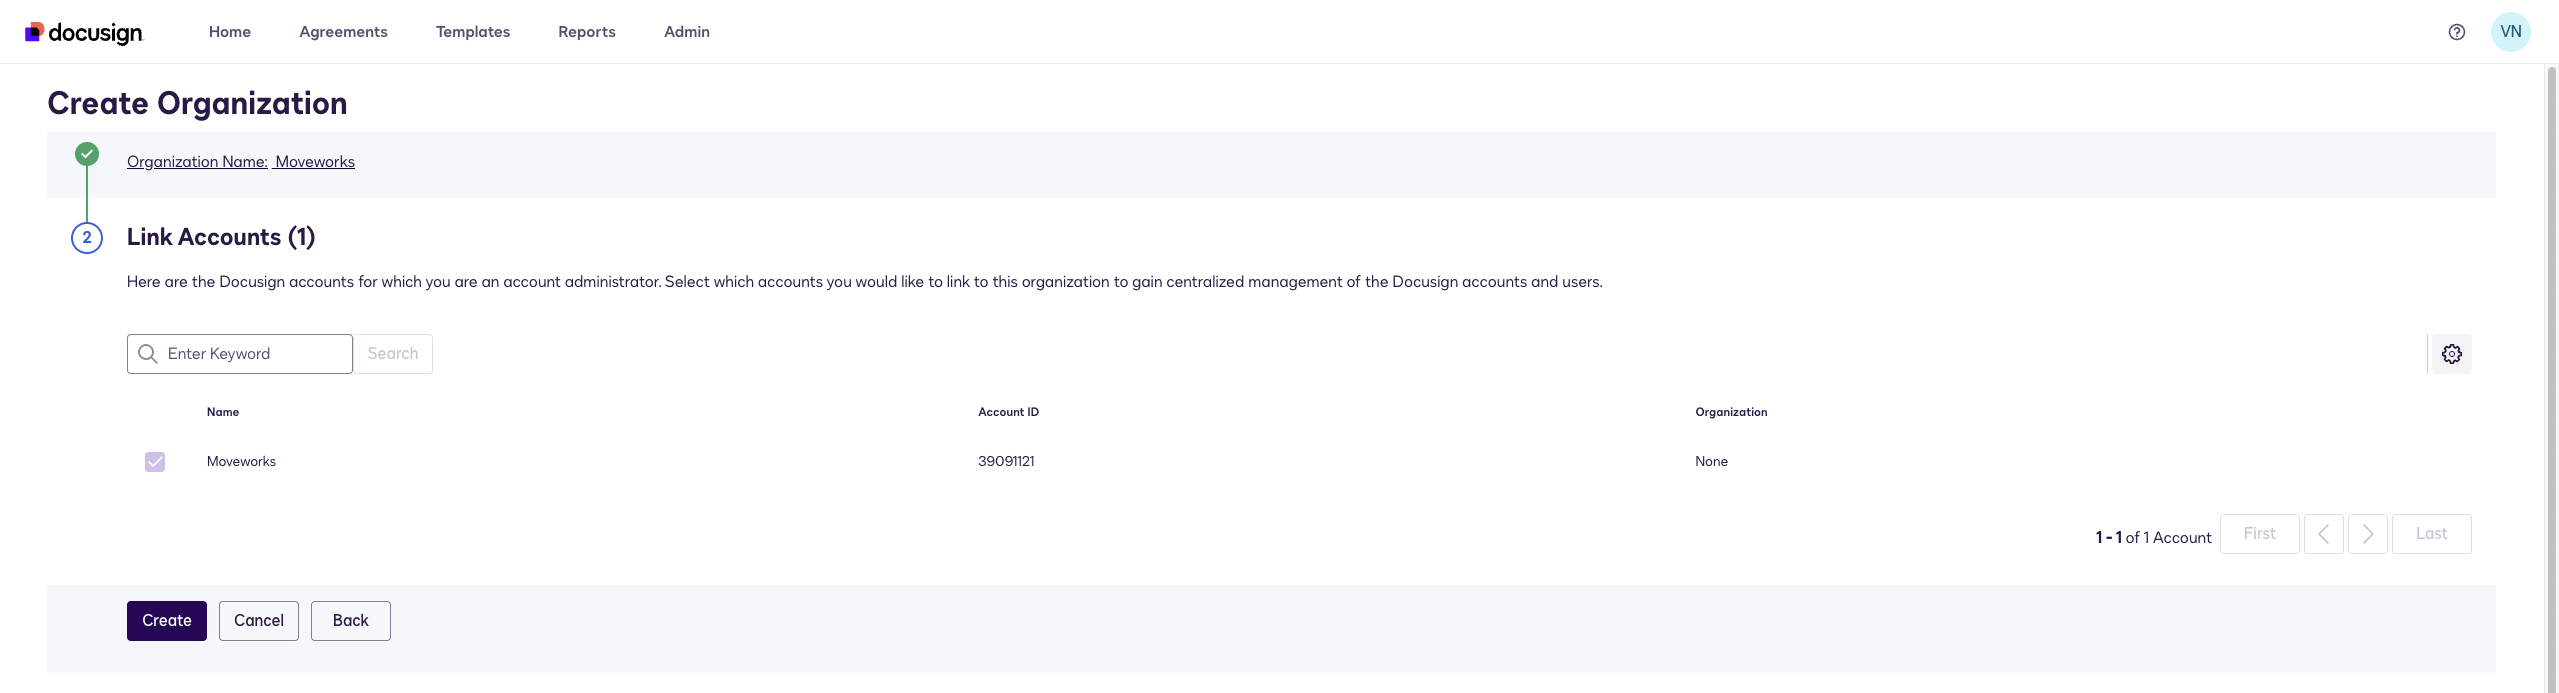 docusign
Home
Agreements
Templates
Reports
Admin
VN
Create Organization
Organization Name: Moveworks
2
Link Accounts (1)
Here are the Docusign accounts for which you are an account administrator. Select which accounts you would like to link to this organization to gain centralized management of the Docusign accounts and users.
Enter Keyword
Search
Name
Account ID
Organization
Moveworks
39091121
None
1 - 1 of 1 Account
First
Last
Create
Cancel
Back